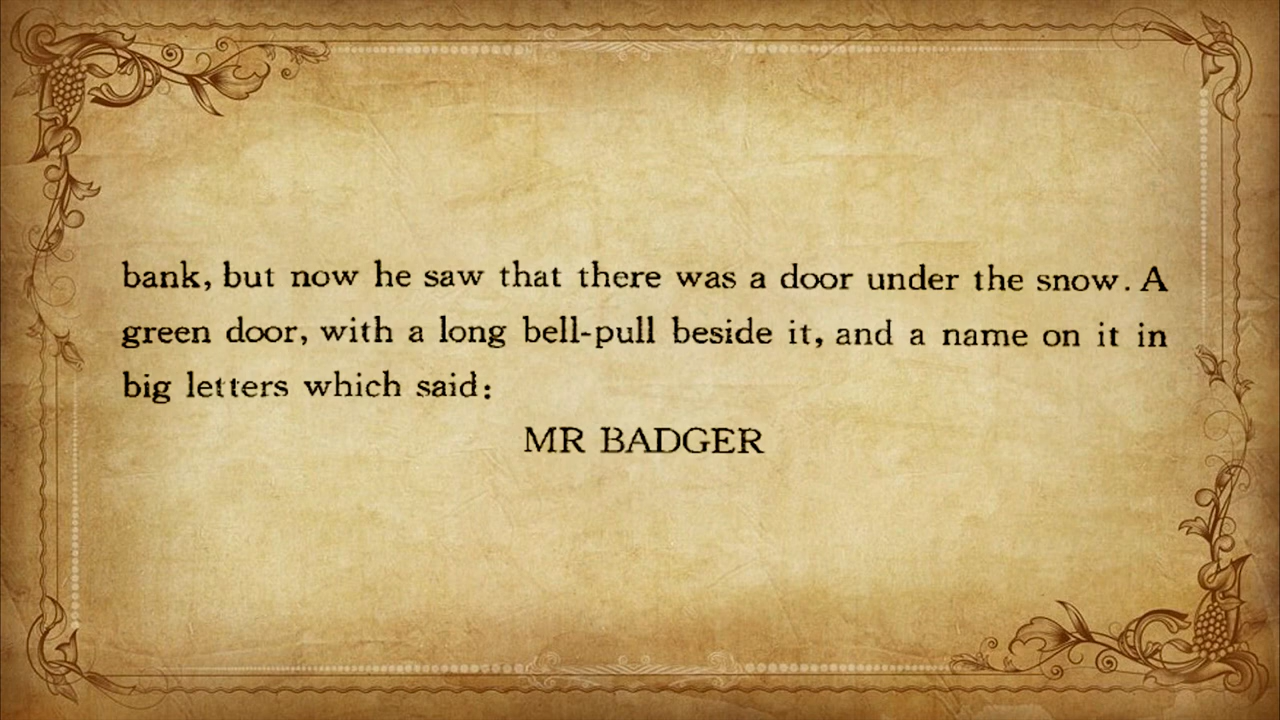 bank, but now he saw that there was a door under the snow. A
green door, with a long bell-pull beside it, and a name on it in
big letters which said:
MR BADGER